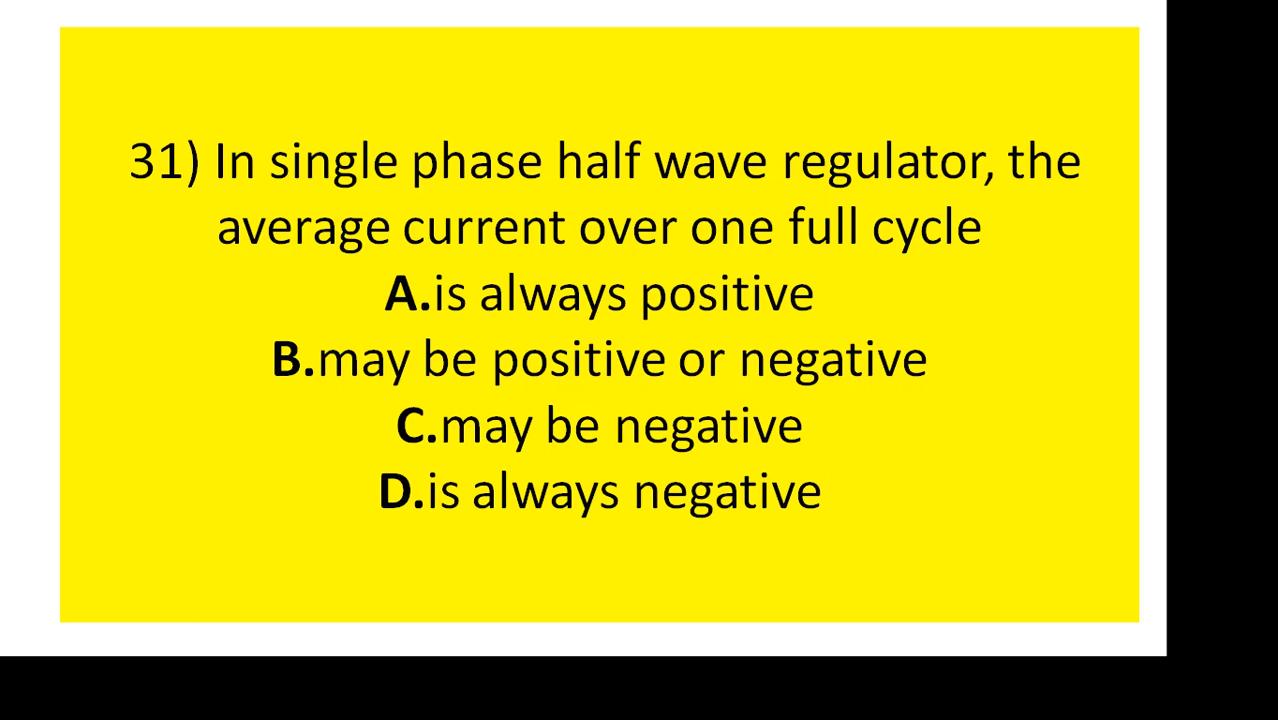 31) In single phase half wave regulator, the
average current over one full cycle
A.is always positive
B.may be positive or negative
C.may be negative
D.is always negative